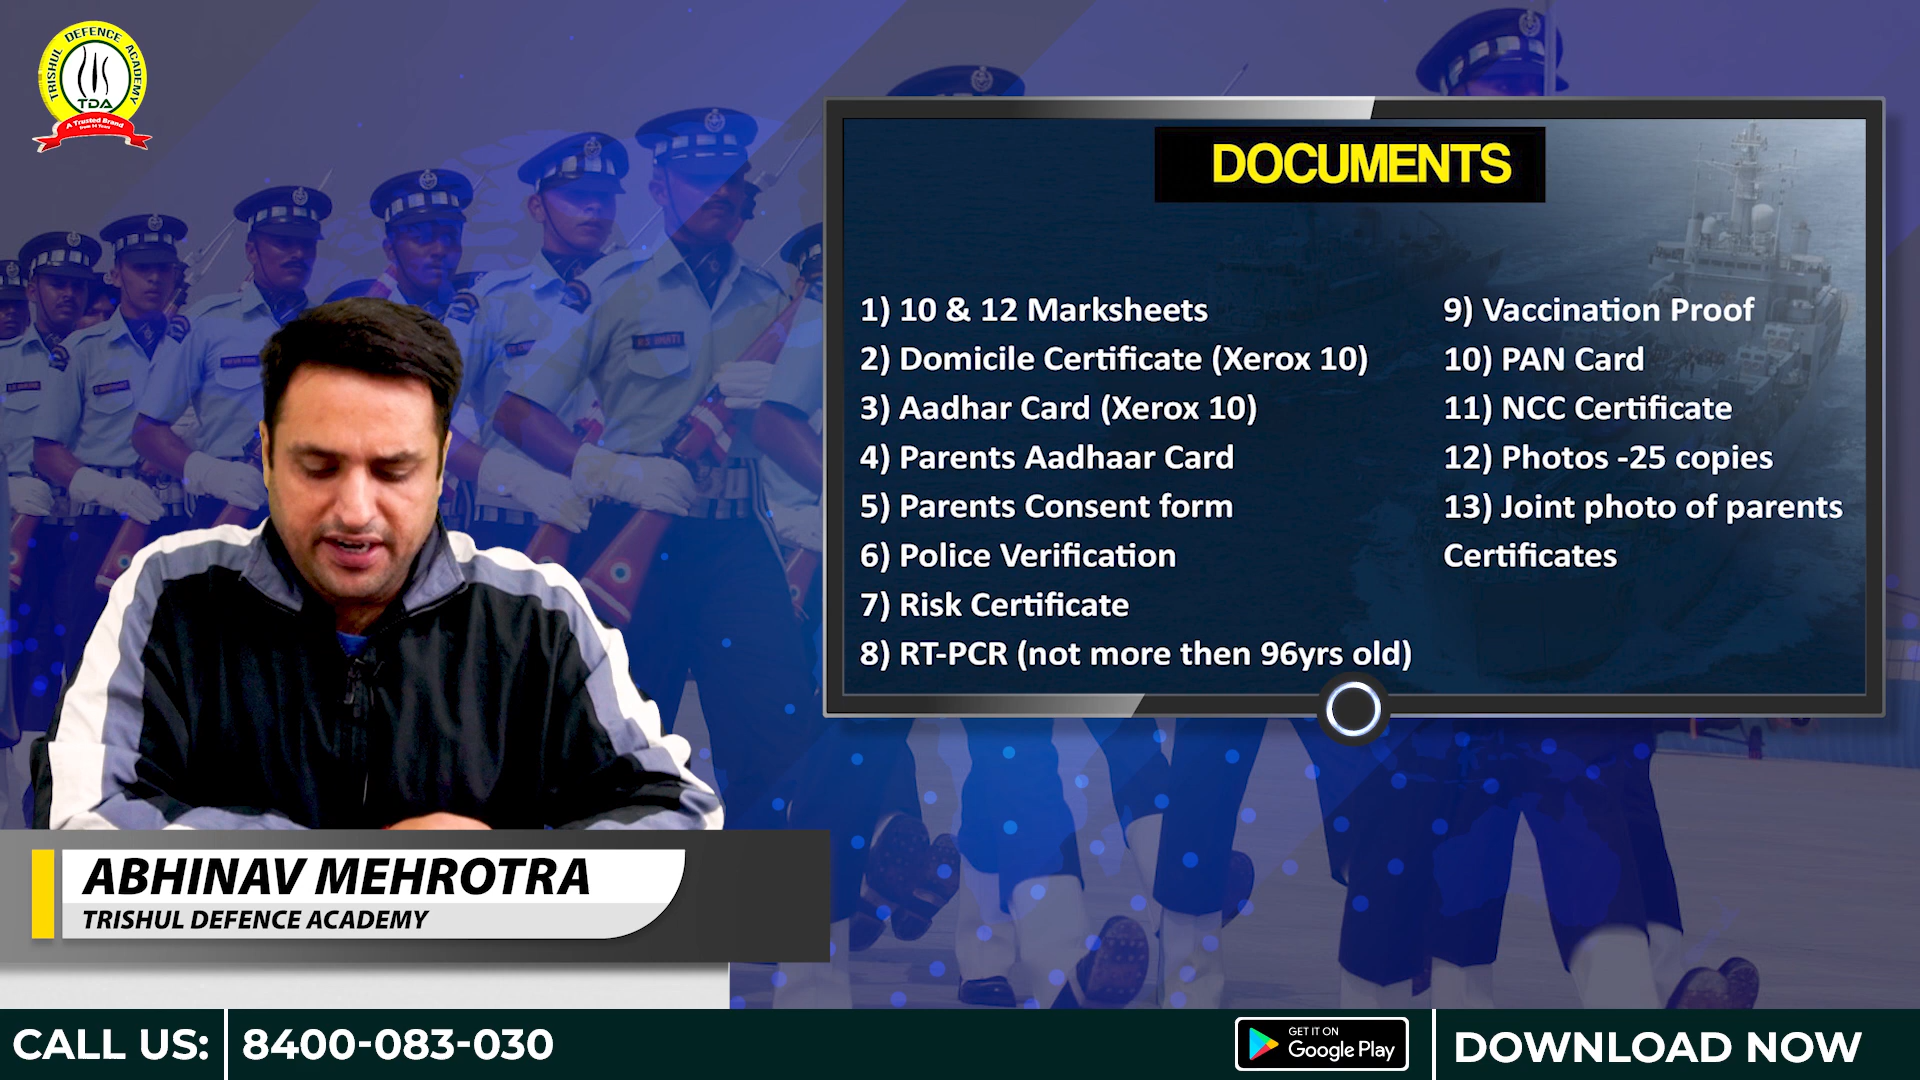 TRISHUL DEFENCE ACADEMY
TDA
A Trusted Brand
from 14 Years
DOCUMENTS
1) 10 & 12 Marksheets
2) Domicile Certificate (Xerox 10)
3) Aadhar Card (Xerox 10)
4) Parents Aadhaar Card
5) Parents Consent form
6) Police Verification
7) Risk Certificate
8) RT-PCR (not more then 96yrs old)
9) Vaccination Proof
10) PAN Card
11) NCC Certificate
12) Photos -25 copies
13) Joint photo of parents
Certificates
ABHINAV MEHROTRA
TRISHUL DEFENCE ACADEMY
CALL US: 8400-083-030
GET IT ON
Google Play
DOWNLOAD NOW